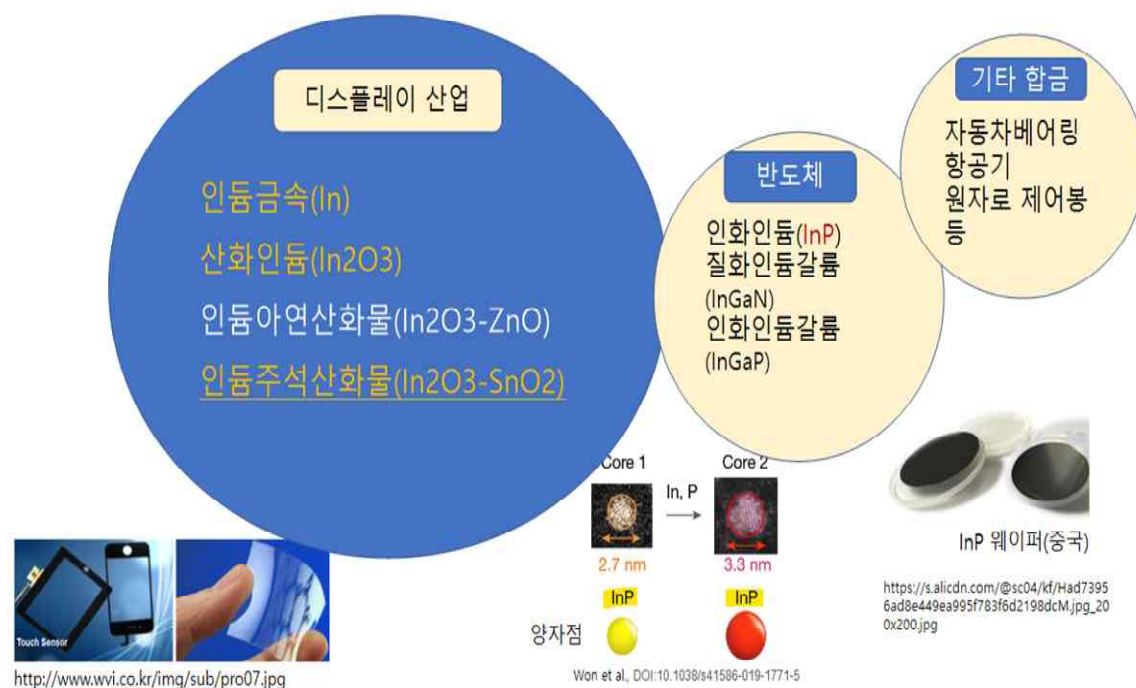 디스플레이 산업
인듐금속(In)
산화인듐(In2O3)
인듐아연산화물(In2O3-ZnO)
인듐주석산화물(In2O3-SnO2)
반도체
인화인듐(InP)
질화인듐갈륨
(InGaN)
인화인듐갈륨
(InGaP)
기타 합금
자동차베어링
항공기
원자로 제어봉
등
Touch Sensor
http://www.wvi.co.kr/img/sub/pro07.jpg
Core 1
Core 2
In, P
2.7 nm
3.3 nm
InP
InP
양자점
Won et al., DOI:10.1038/s41586-019-1771-5
InP 웨이퍼(중국)
https://s.alicdn.com/@sc04/kf/Had7395
6ad8e449ea995f783f6d2198dcM.jpg_20
0x200.jpg